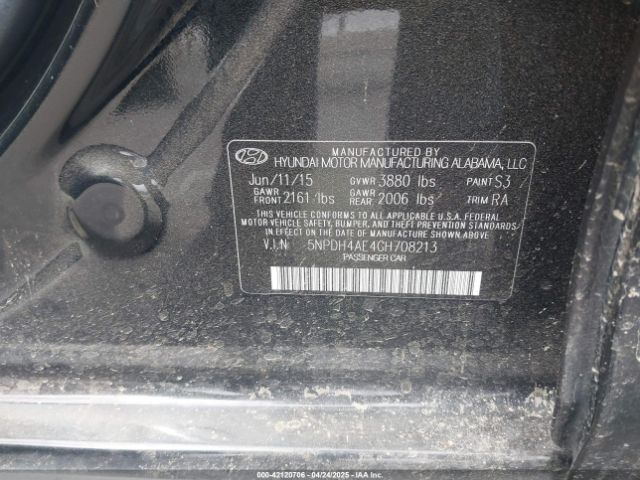 MANUFACTURED BY
HYUNDAI MOTOR MANUFACTURING ALABAMA, LLC
Jun/11/15 GVWR 3880 lbs PAINT S3
GAWR FRONT 2161 lbs GAWR REAR 2006 lbs TRIM RA
THIS VEHICLE CONFORMS TO ALL APPLICABLE U.S.A. FEDERAL
MOTOR VEHICLE SAFETY, BUMPER, AND THEFT PREVENTION STANDARDS
IN EFFECT ON THE DATE OF MANUFACTURE SHOWN ABOVE.
V.I.N 5NPDH4AE4GH708213
PASSENGER CAR
000-42120706 - 04/24/2025 - IAAI.COM